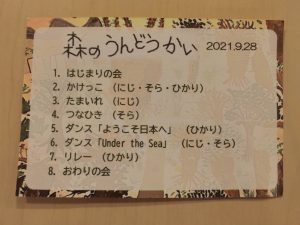 森のうんどうかい 2021.9.28
1. はじまりの会
2. かけっこ （にじ・そら・ひかり）
3. たまいれ （にじ）
4. つなひき （そら）
5. ダンス「ようこそ日本へ」 （ひかり）
6. ダンス「Under the Sea」 （にじ・そら）
7. リレー （ひかり）
8. おわりの会